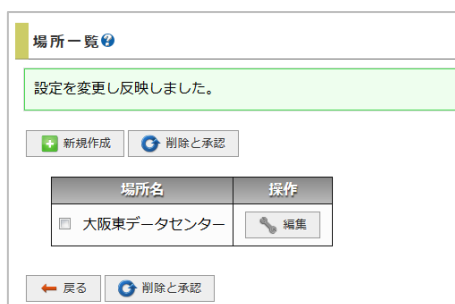 場所一覧
設定を変更し反映しました。
新規作成 削除と承認
場所名 操作
大阪東データセンター 編集
戻る 削除と承認